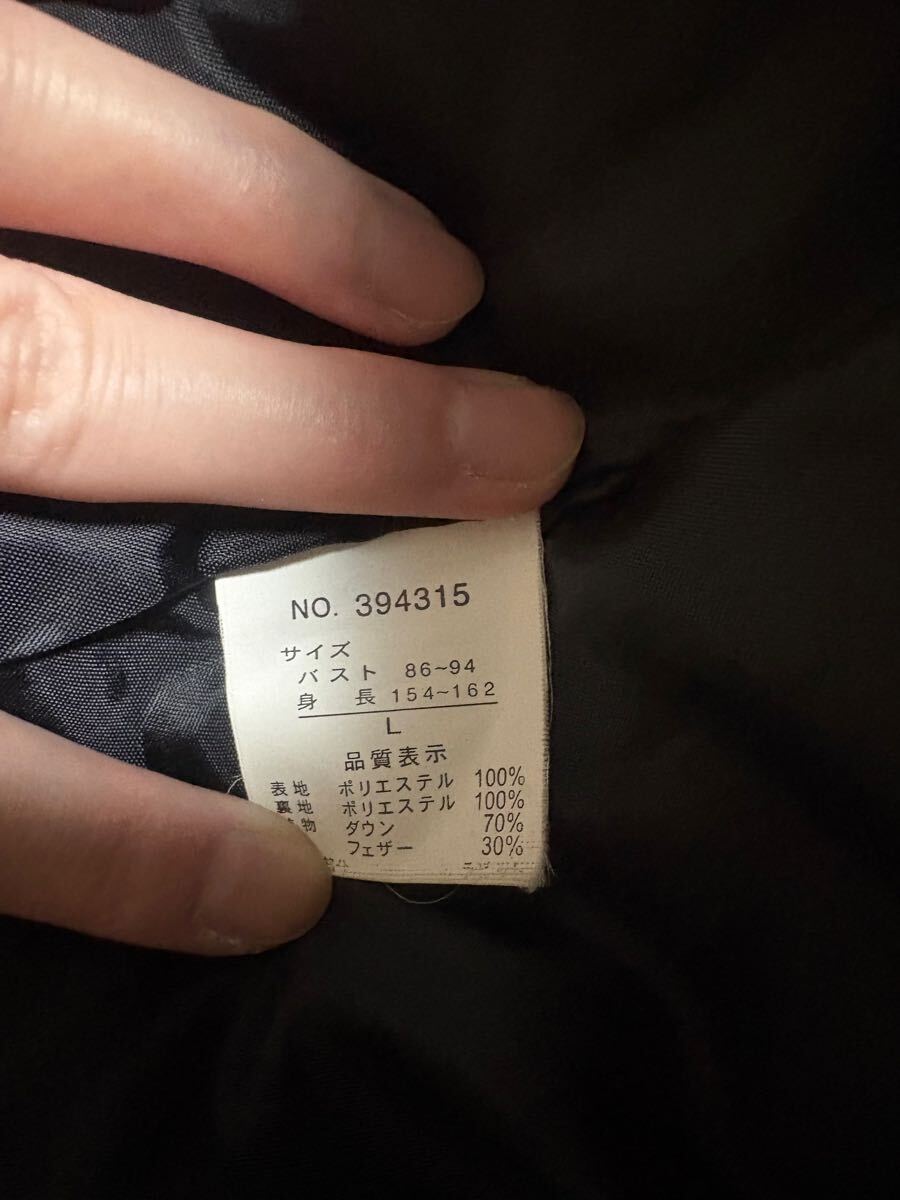 NO. 394315
サイズ
バスト 86~94
身長 154~162
L
品質表示
表地 ポリエステル 100%
裏地 ポリエステル 100%
物 ダウン 70%
フェザー 30%